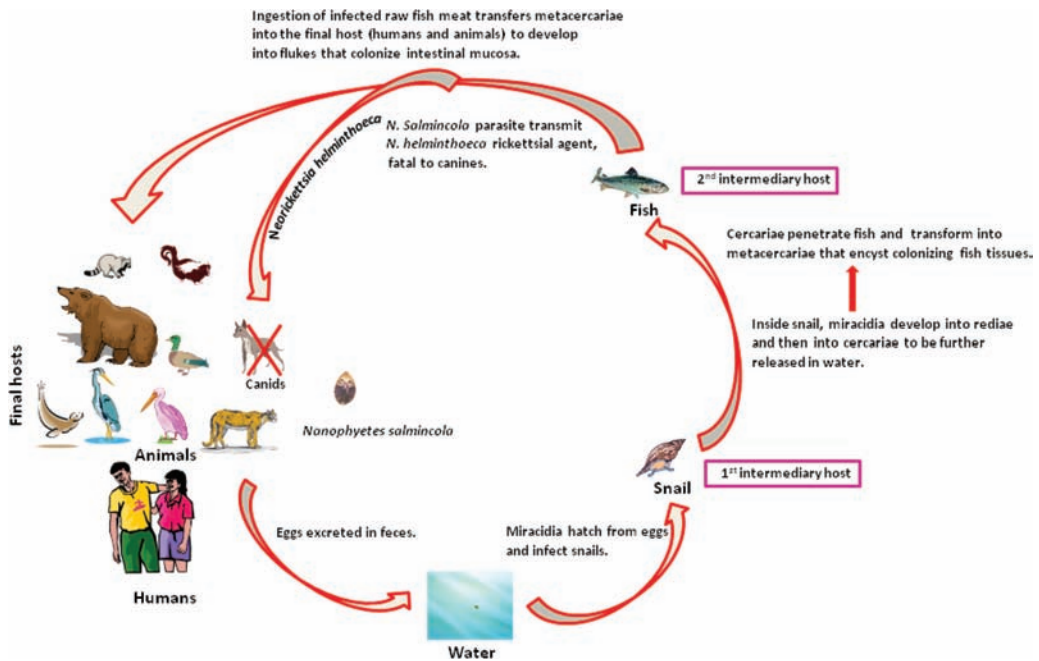 Ingestion of infected raw fish meat transfers metacercariae
into the final host (humans and animals) to develop
into flukes that colonize intestinal mucosa.
Neorickettsia helminthoeca
N. Salmincola parasite transmit
N. helminthoeca rickettsial agent,
fatal to canines.
2nd intermediary host
Fish
Cercariae penetrate fish and transform into
metacercariae that encyst colonizing fish tissues.
Inside snail, miracidia develop into rediae
and then into cercariae to be further
released in water.
Final hosts
Canids
Nanophyetes salmincola
Animals
1st intermediary host
Snail
Eggs excreted in feces.
Miracidia hatch from eggs
and infect snails.
Humans
Water